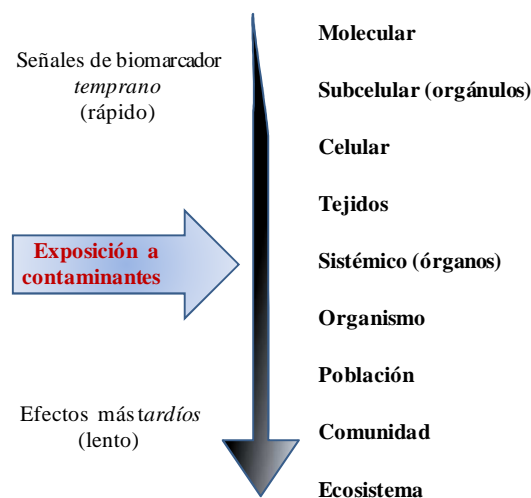 Señales de biomarcador
temprano
(rápido)
Exposición a
contaminantes
Efectos más tardíos
(lento)
Molecular
Subcelular (orgánulos)
Celular
Tejidos
Sistémico (órganos)
Organismo
Población
Comunidad
Ecosistema